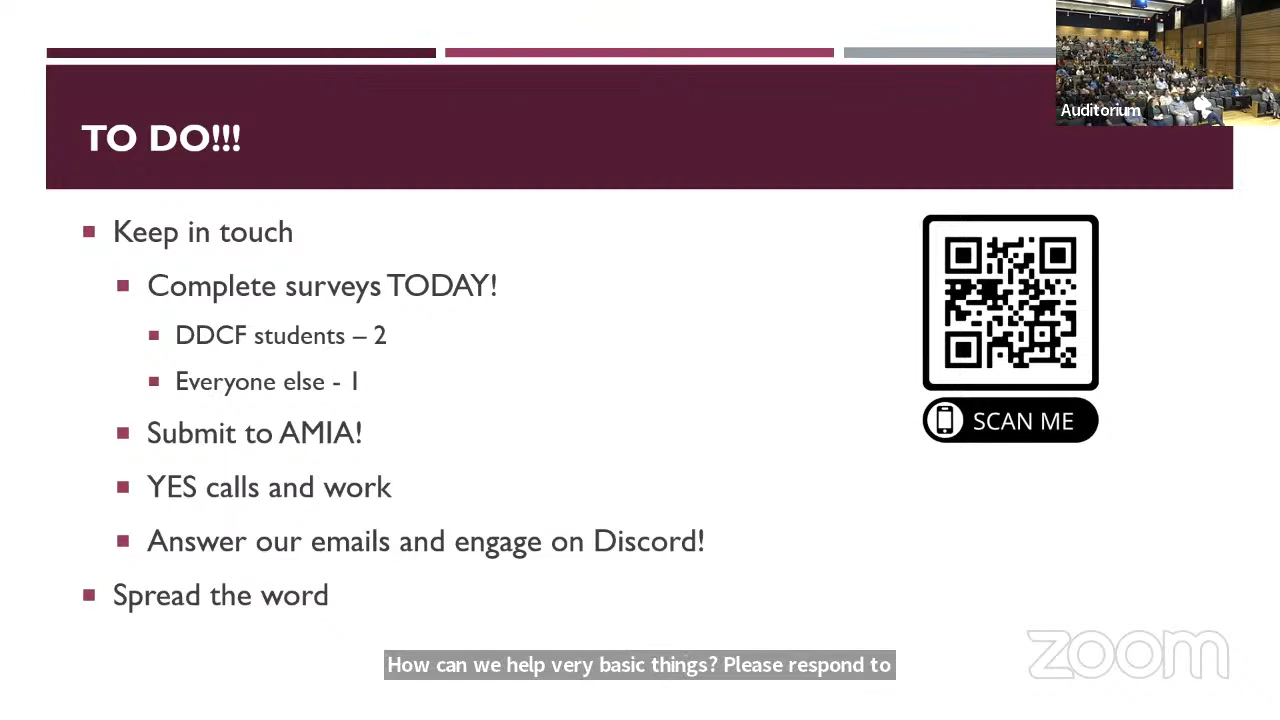 Auditorium
TO DO!!!
Keep in touch
Complete surveys TODAY!
DDCF students – 2
Everyone else - 1
Submit to AMIA!
YES calls and work
Answer our emails and engage on Discord!
Spread the word
SCAN ME
How can we help very basic things? Please respond to
zoom